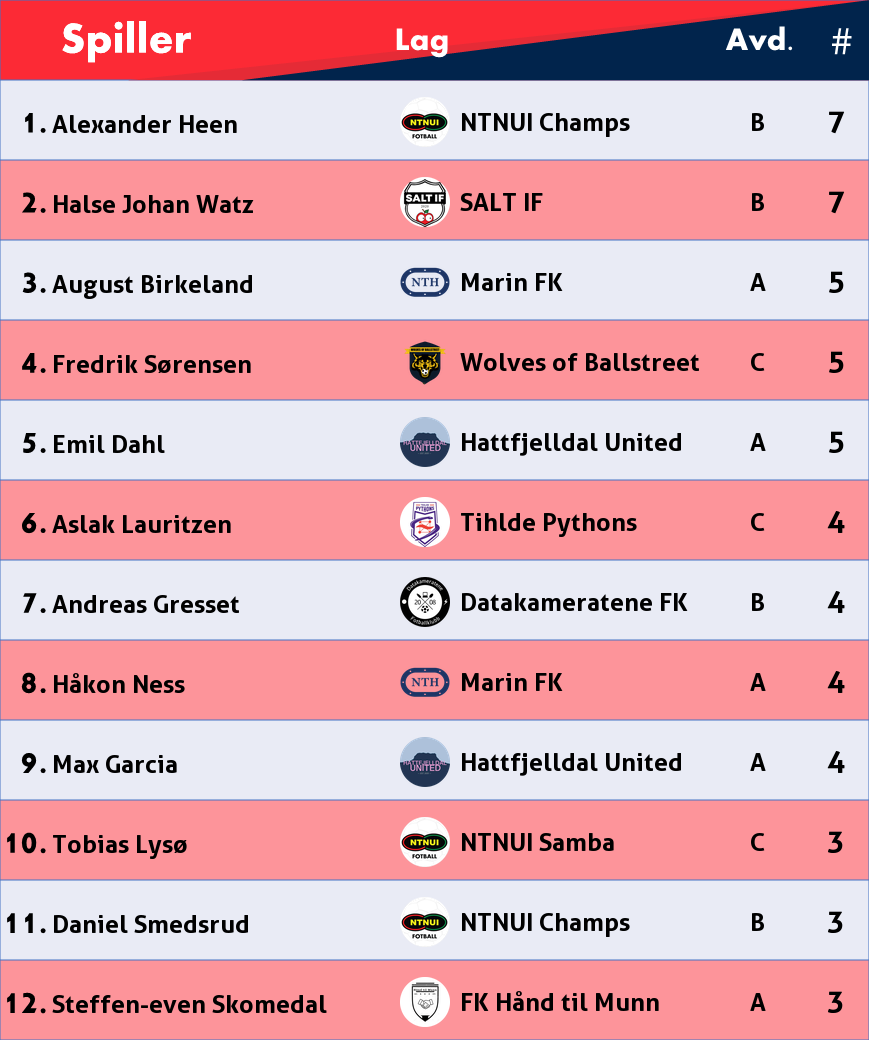 Spiller Lag Avd. #
1. Alexander Heen NTNUI FOTBALL NTNUI Champs B 7
2. Halse Johan Watz SALT IF SALT IF B 7
3. August Birkeland NTH Marin FK A 5
4. Fredrik Sørensen Wolves of Ballstreet C 5
5. Emil Dahl HATTFJELLDAL UNITED Hattfjelldal United A 5
6. Aslak Lauritzen PYTHONS Tihlde Pythons C 4
7. Andreas Gresset Datakameratene 20 08 Fotballklubb Datakameratene FK B 4
8. Håkon Ness NTH Marin FK A 4
9. Max Garcia HATTFJELLDAL UNITED Hattfjelldal United A 4
10. Tobias Lysø NTNUI FOTBALL NTNUI Samba C 3
11. Daniel Smedsrud NTNUI FOTBALL NTNUI Champs B 3
12. Steffen-even Skomedal FK Hånd til Munn A 3